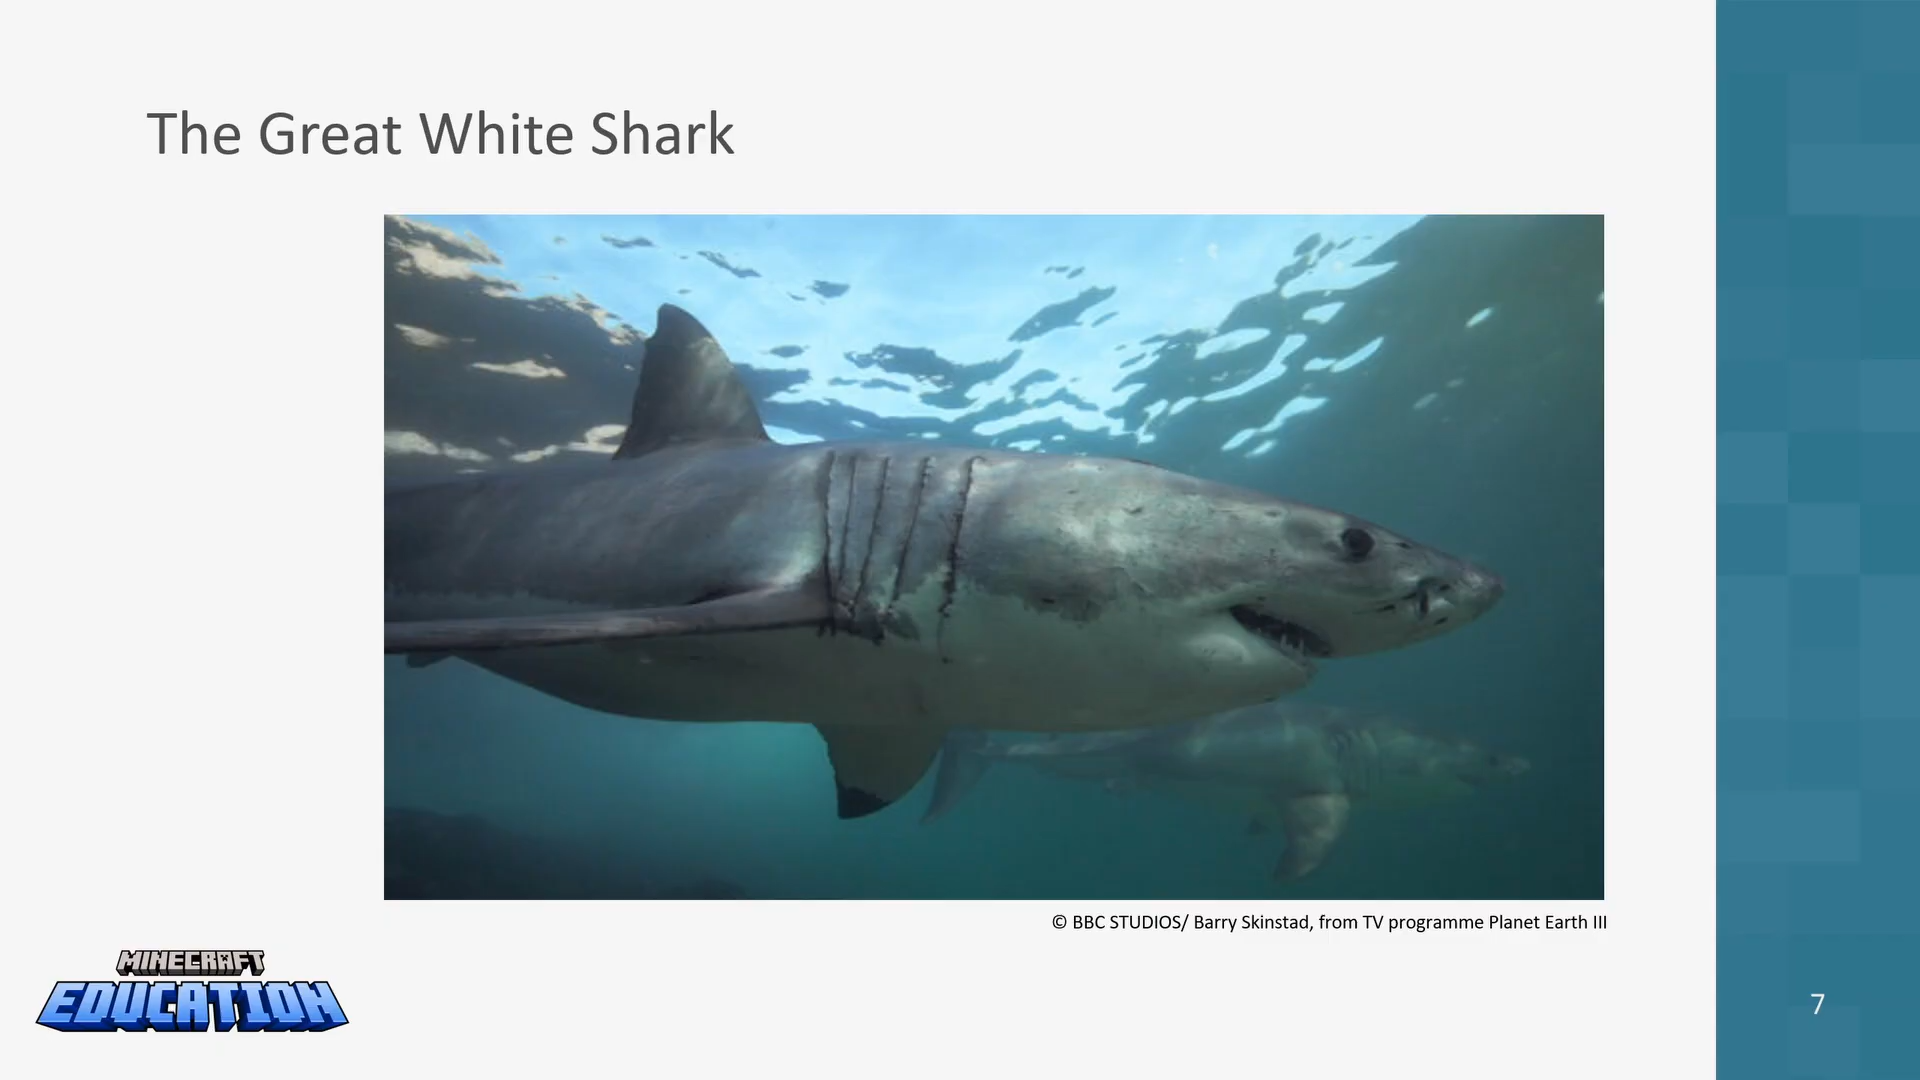 The Great White Shark
© BBC STUDIOS/ Barry Skinstad, from TV programme Planet Earth III
MINECRAFT
EDUCATION
7